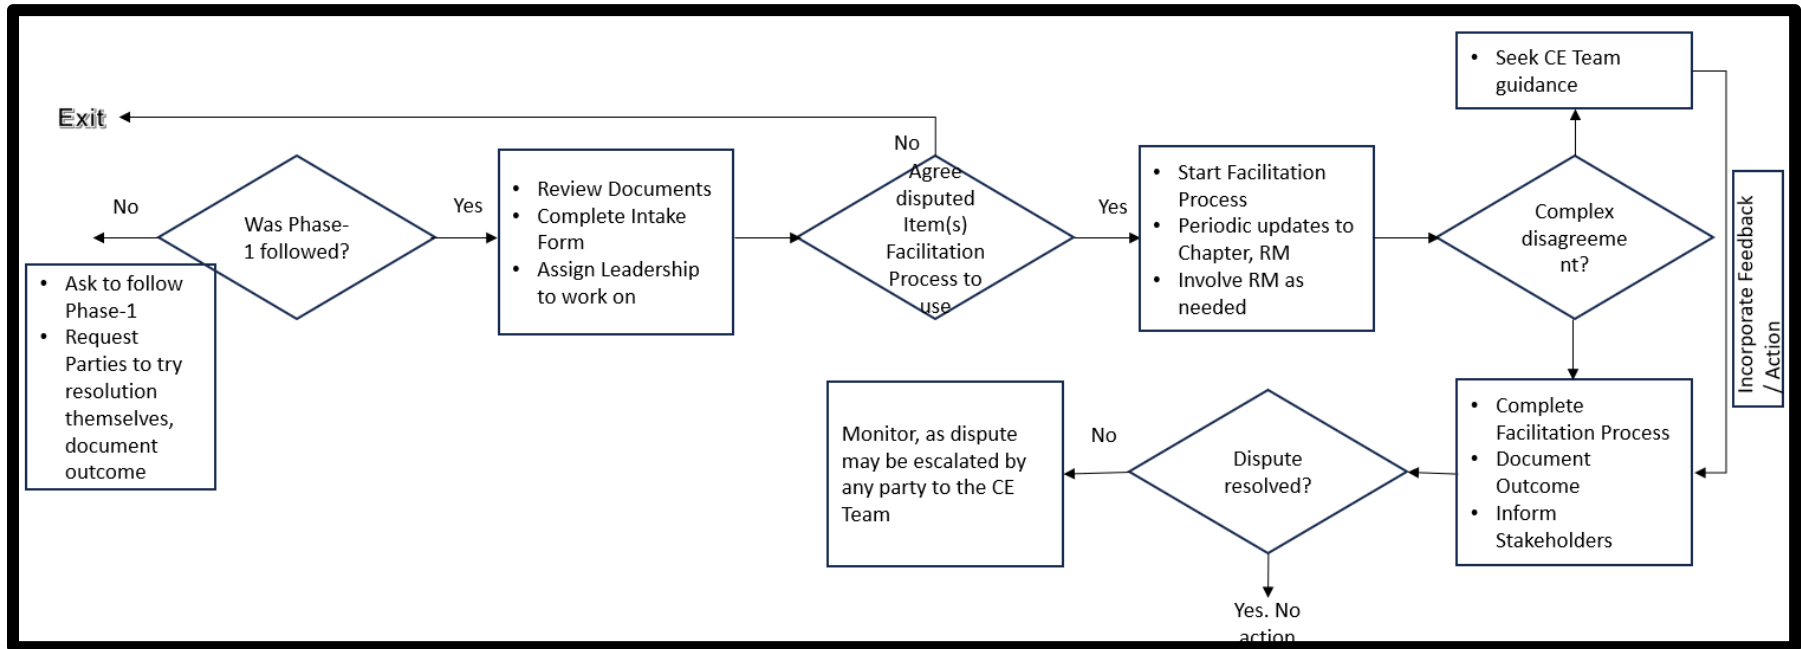 Exit
No
Was Phase-
1 followed?
Yes
• Ask to follow
Phase-1
• Request
Parties to try
resolution
themselves,
document
outcome
• Review Documents
• Complete Intake
Form
• Assign Leadership
to work on
No
Agree
disputed
Item(s)
Facilitation
Process to
use
Yes
• Start Facilitation
Process
• Periodic updates to
Chapter, RM
• Involve RM as
needed
Complex
disagreeme
nt?
• Seek CE Team
guidance
Incorporate Feedback
/ Action
• Complete
Facilitation Process
• Document
Outcome
• Inform
Stakeholders
Dispute
resolved?
No
Monitor, as dispute
may be escalated by
any party to the CE
Team
Yes. No
action